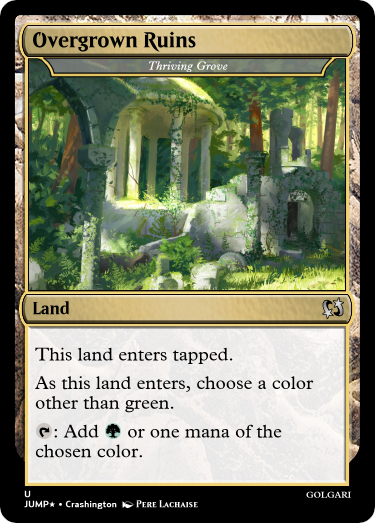 Overgrown Ruins
Thriving Grove
Land
This land enters tapped.
As this land enters, choose a color
other than green.
: Add or one mana of the
chosen color.
U
JUMP★ • Crashington Pere Lachaise
GOLGARI